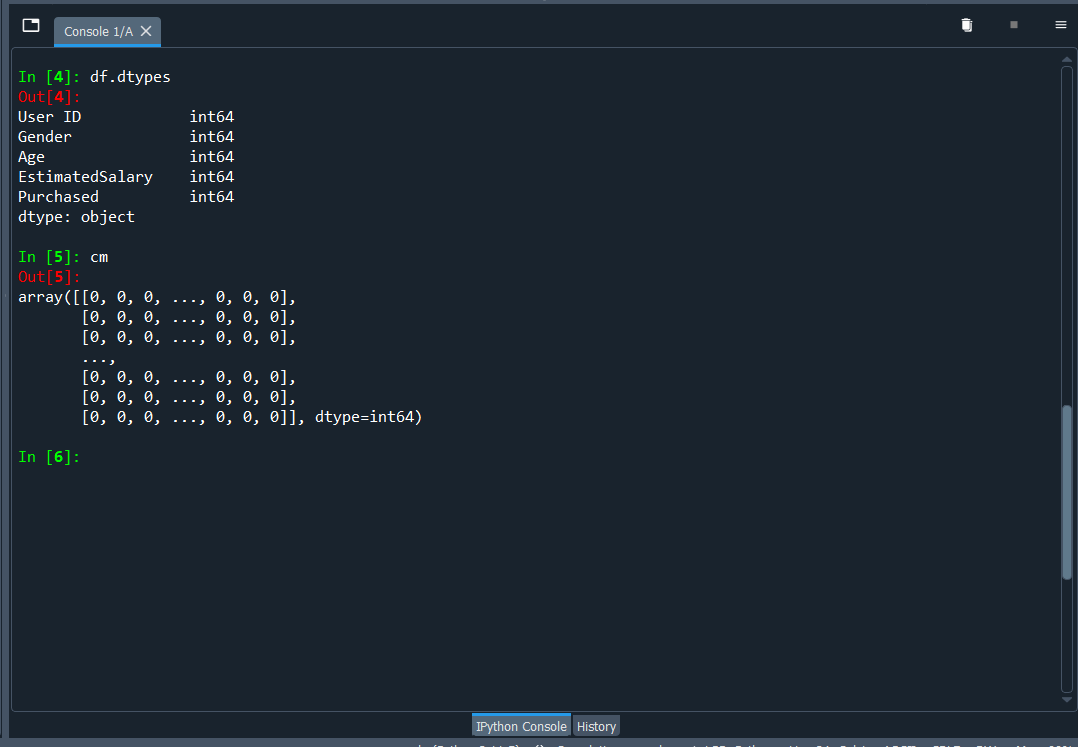 Console 1/A
In [4]: df.dtypes
Out[4]:
User ID            int64
Gender             int64
Age                int64
EstimatedSalary    int64
Purchased          int64
dtype: object
In [5]: cm
Out[5]:
array([[0, 0, 0, ..., 0, 0, 0],
       [0, 0, 0, ..., 0, 0, 0],
       [0, 0, 0, ..., 0, 0, 0],
       ...,
       [0, 0, 0, ..., 0, 0, 0],
       [0, 0, 0, ..., 0, 0, 0],
       [0, 0, 0, ..., 0, 0, 0]], dtype=int64)
In [6]:
IPython Console History